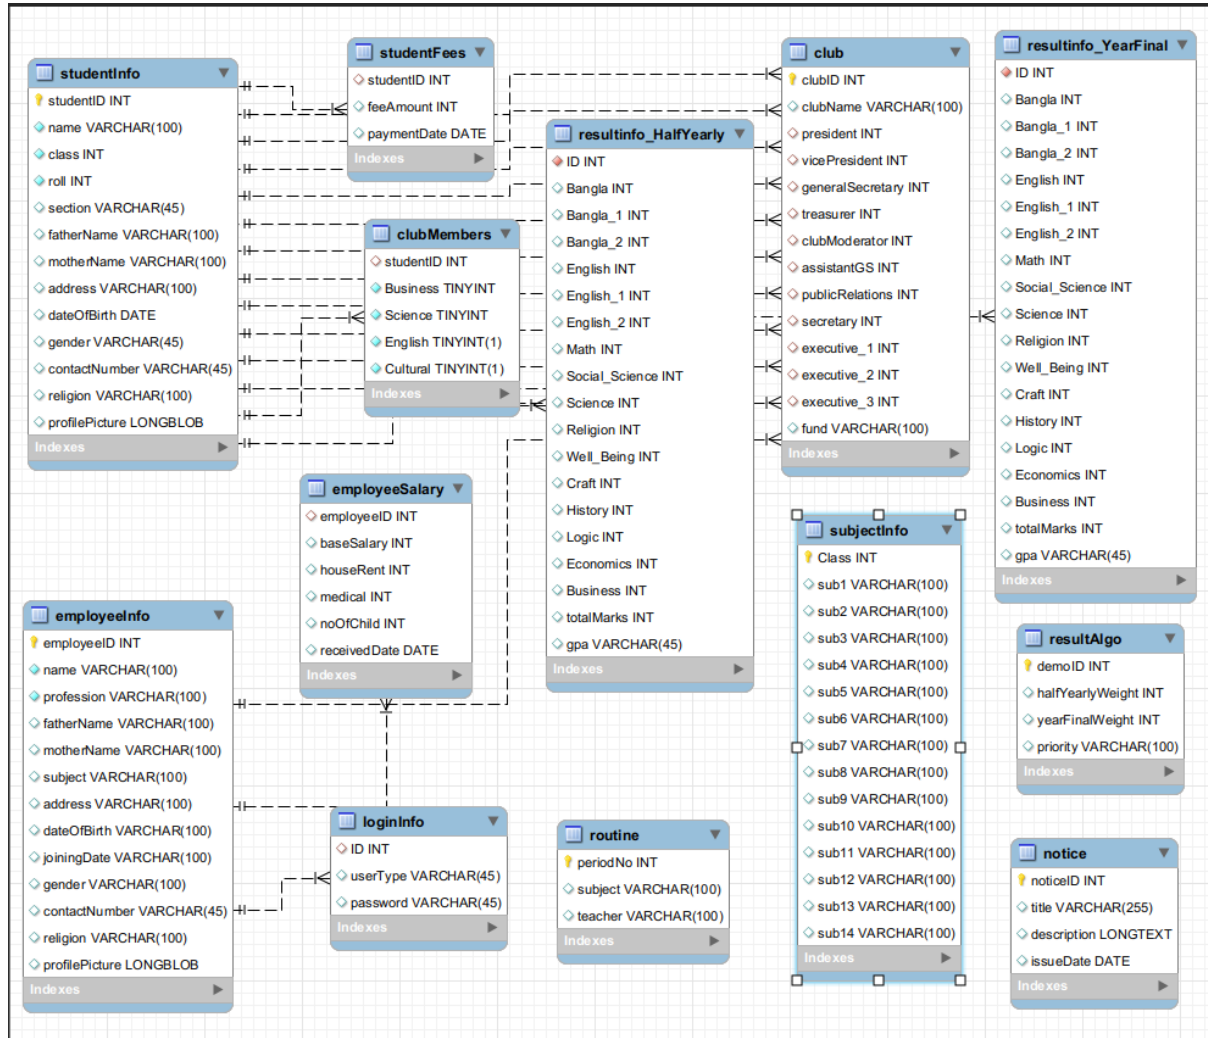 studentInfo
studentID INT
name VARCHAR(100)
class INT
roll INT
section VARCHAR(45)
fatherName VARCHAR(100)
motherName VARCHAR(100)
address VARCHAR(100)
dateOfBirth DATE
gender VARCHAR(45)
contactNumber VARCHAR(45)
religion VARCHAR(100)
profilePicture LONGBLOB
Indexes
studentFees
studentID INT
feeAmount INT
paymentDate DATE
Indexes
clubMembers
studentID INT
Business TINYINT
Science TINYINT
English TINYINT(1)
Cultural TINYINT(1)
Indexes
resultinfo_HalfYearly
ID INT
Bangla INT
Bangla_1 INT
Bangla_2 INT
English INT
English_1 INT
English_2 INT
Math INT
Social_Science INT
Science INT
Religion INT
Well_Being INT
Craft INT
History INT
Logic INT
Economics INT
Business INT
totalMarks INT
gpa VARCHAR(45)
Indexes
club
clubID INT
clubName VARCHAR(100)
president INT
vicePresident INT
generalSecretary INT
treasurer INT
clubModerator INT
assistantGS INT
publicRelations INT
secretary INT
executive_1 INT
executive_2 INT
executive_3 INT
fund VARCHAR(100)
Indexes
resultinfo_YearFinal
ID INT
Bangla INT
Bangla_1 INT
Bangla_2 INT
English INT
English_1 INT
English_2 INT
Math INT
Social_Science INT
Science INT
Religion INT
Well_Being INT
Craft INT
History INT
Logic INT
Economics INT
Business INT
totalMarks INT
gpa VARCHAR(45)
Indexes
employeeSalary
employeeID INT
baseSalary INT
houseRent INT
medical INT
noOfChild INT
receivedDate DATE
Indexes
employeeInfo
employeeID INT
name VARCHAR(100)
profession VARCHAR(100)
fatherName VARCHAR(100)
motherName VARCHAR(100)
subject VARCHAR(100)
address VARCHAR(100)
dateOfBirth VARCHAR(100)
joiningDate VARCHAR(100)
gender VARCHAR(100)
contactNumber VARCHAR(45)
religion VARCHAR(100)
profilePicture LONGBLOB
Indexes
loginInfo
ID INT
userType VARCHAR(45)
password VARCHAR(45)
Indexes
routine
periodNo INT
subject VARCHAR(100)
teacher VARCHAR(100)
Indexes
subjectInfo
Class INT
sub1 VARCHAR(100)
sub2 VARCHAR(100)
sub3 VARCHAR(100)
sub4 VARCHAR(100)
sub5 VARCHAR(100)
sub6 VARCHAR(100)
sub7 VARCHAR(100)
sub8 VARCHAR(100)
sub9 VARCHAR(100)
sub10 VARCHAR(100)
sub11 VARCHAR(100)
sub12 VARCHAR(100)
sub13 VARCHAR(100)
sub14 VARCHAR(100)
Indexes
resultAlgo
demoID INT
halfYearlyWeight INT
yearFinalWeight INT
priority VARCHAR(100)
Indexes
notice
noticeID INT
title VARCHAR(255)
description LONGTEXT
issueDate DATE
Indexes